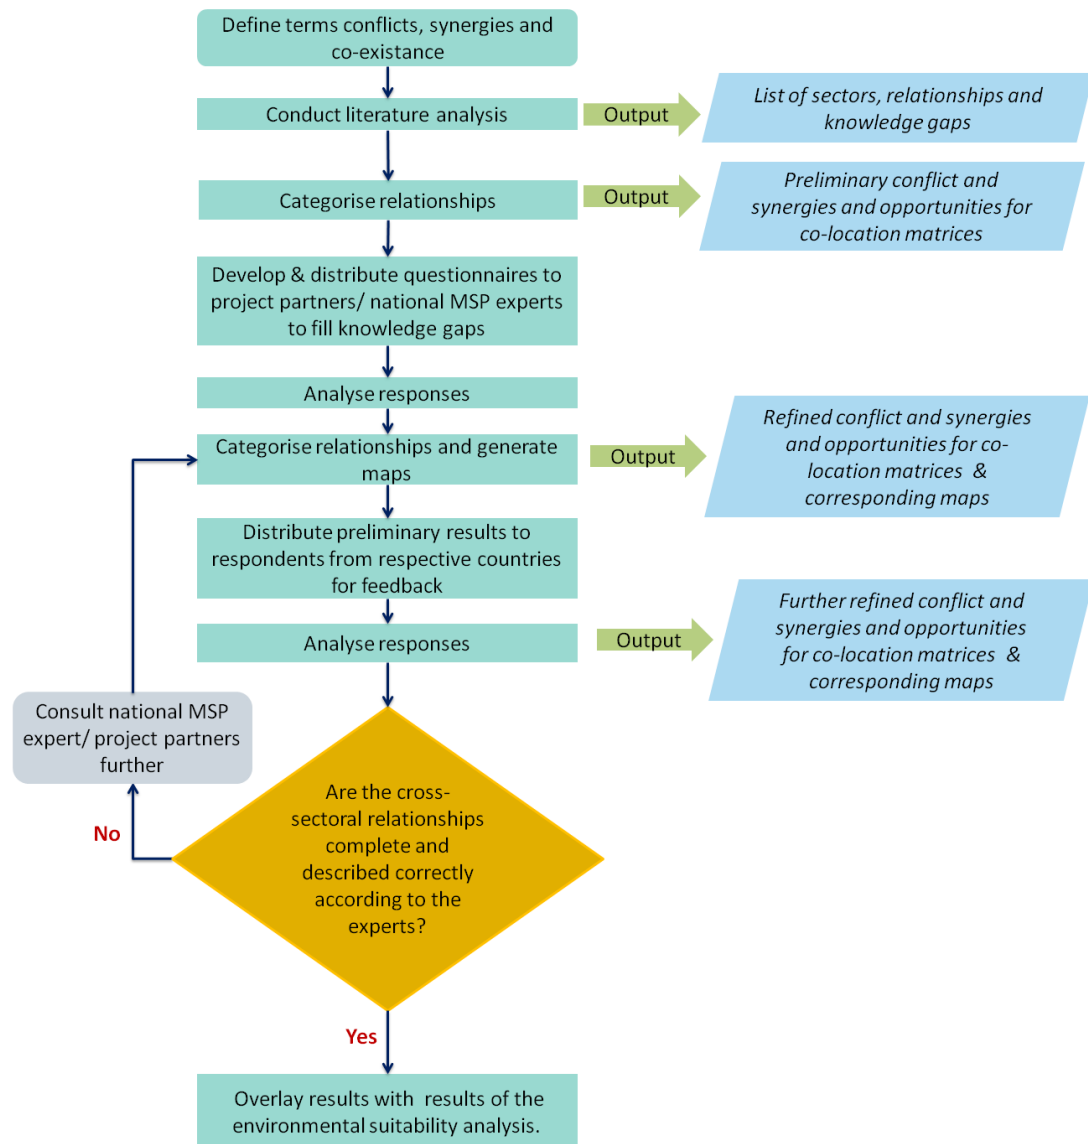 Define terms conflicts, synergies and
co-existance
Conduct literature analysis
Output
List of sectors, relationships and
knowledge gaps
Categorise relationships
Output
Preliminary conflict and
synergies and opportunities for
co-location matrices
Develop & distribute questionnaires to
project partners/ national MSP experts
to fill knowledge gaps
Analyse responses
Categorise relationships and generate
maps
Output
Refined conflict and synergies
and opportunities for co-
location matrices & 
corresponding maps
Distribute preliminary results to
respondents from respective countries
for feedback
Analyse responses
Output
Further refined conflict and
synergies and opportunities
for co-location matrices &
corresponding maps
Consult national MSP
expert/ project partners
further
Are the cross-
sectoral relationships
complete and
described correctly
according to the
experts?
No
Yes
Overlay results with results of the
environmental suitability analysis.